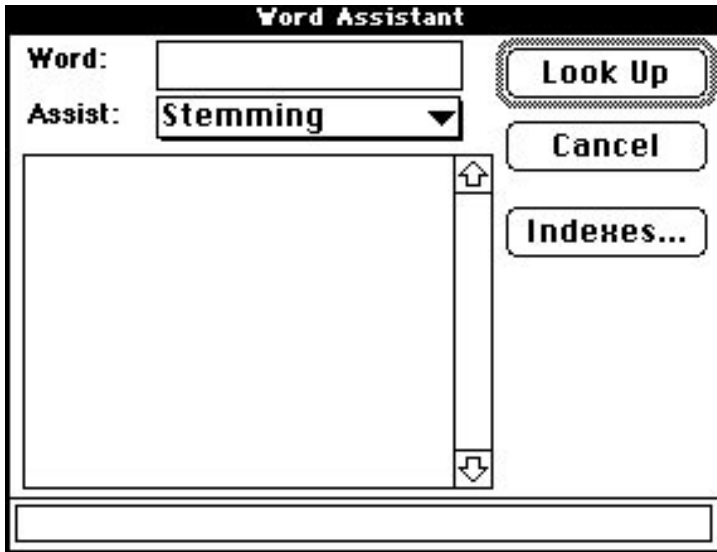 Word Assistant
Word:
Look Up
Assist:
Stemming
Cancel
Indexes...